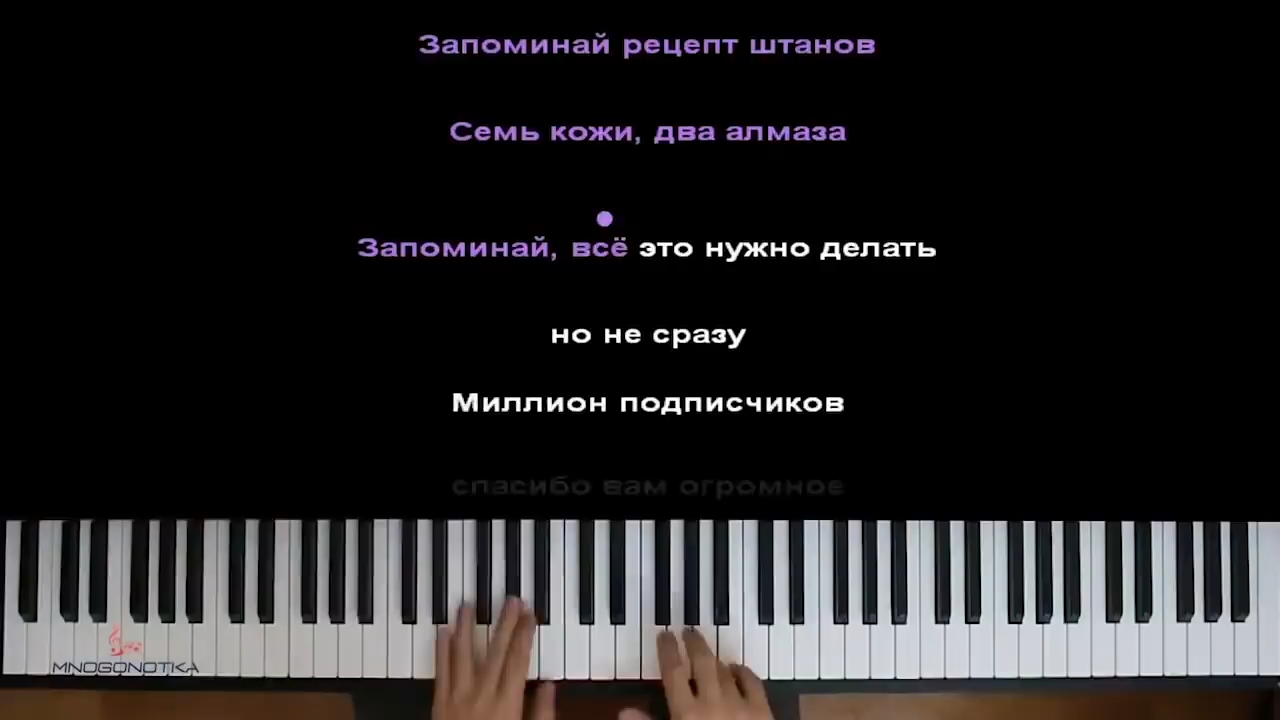 Запоминай рецепт штанов
Семь кожи, два алмаза
Запоминай, всё это нужно делать
но не сразу
Миллион подписчиков
спасибо вам огромное
MNOGONOTKA